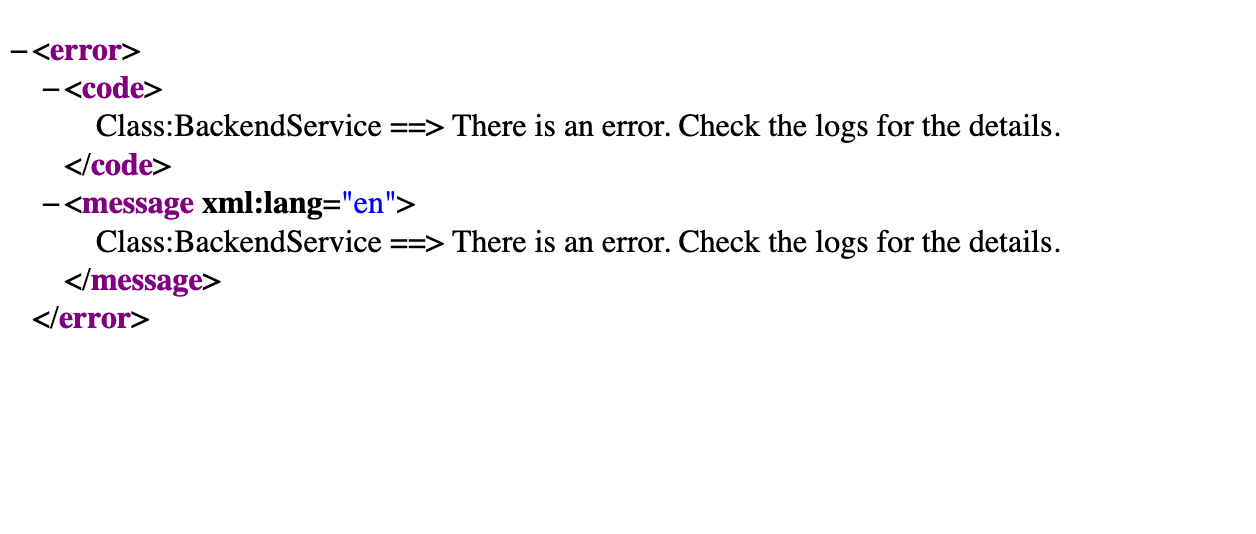 –<error>
–<code>
Class:BackendService ==> There is an error. Check the logs for the details.
</code>
–<message xml:lang="en">
Class:BackendService ==> There is an error. Check the logs for the details.
</message>
</error>